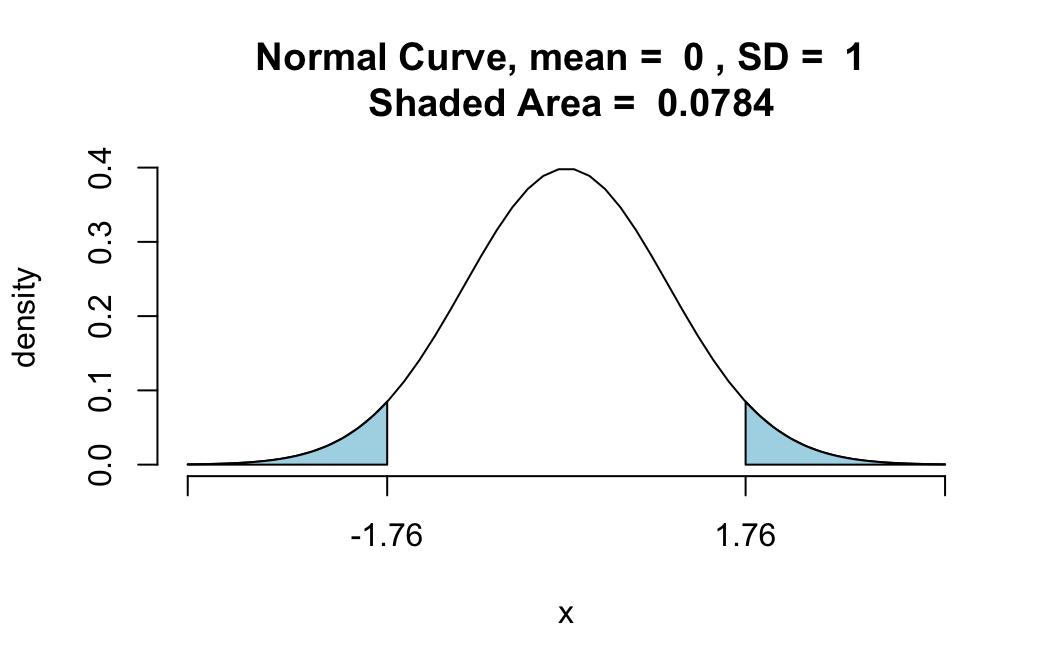 Normal Curve, mean =  0 , SD =  1
Shaded Area =  0.0784
density
0.4
0.3
0.2
0.1
0.0
-1.76
1.76
x